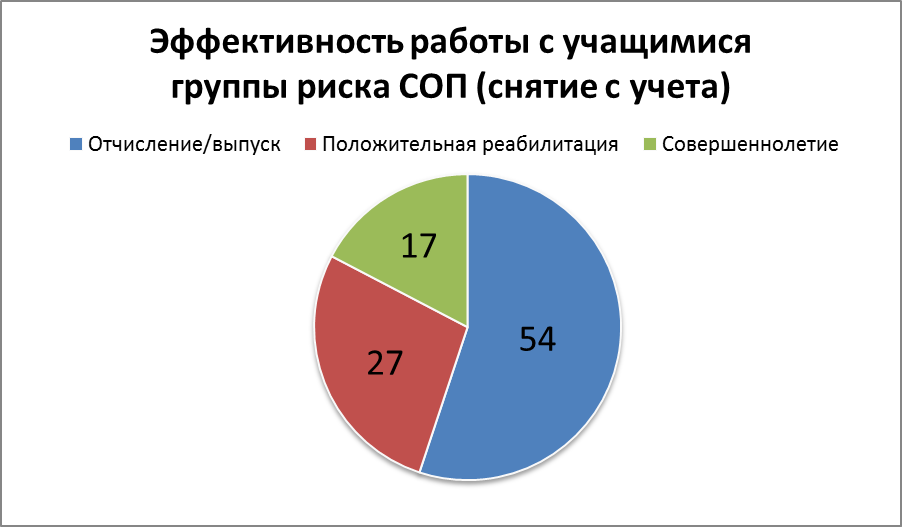 Эффективность работы с учащимися
группы риска СОП (снятие с учета)
Отчисление/выпуск Положительная реабилитация Совершеннолетие
17
54
27